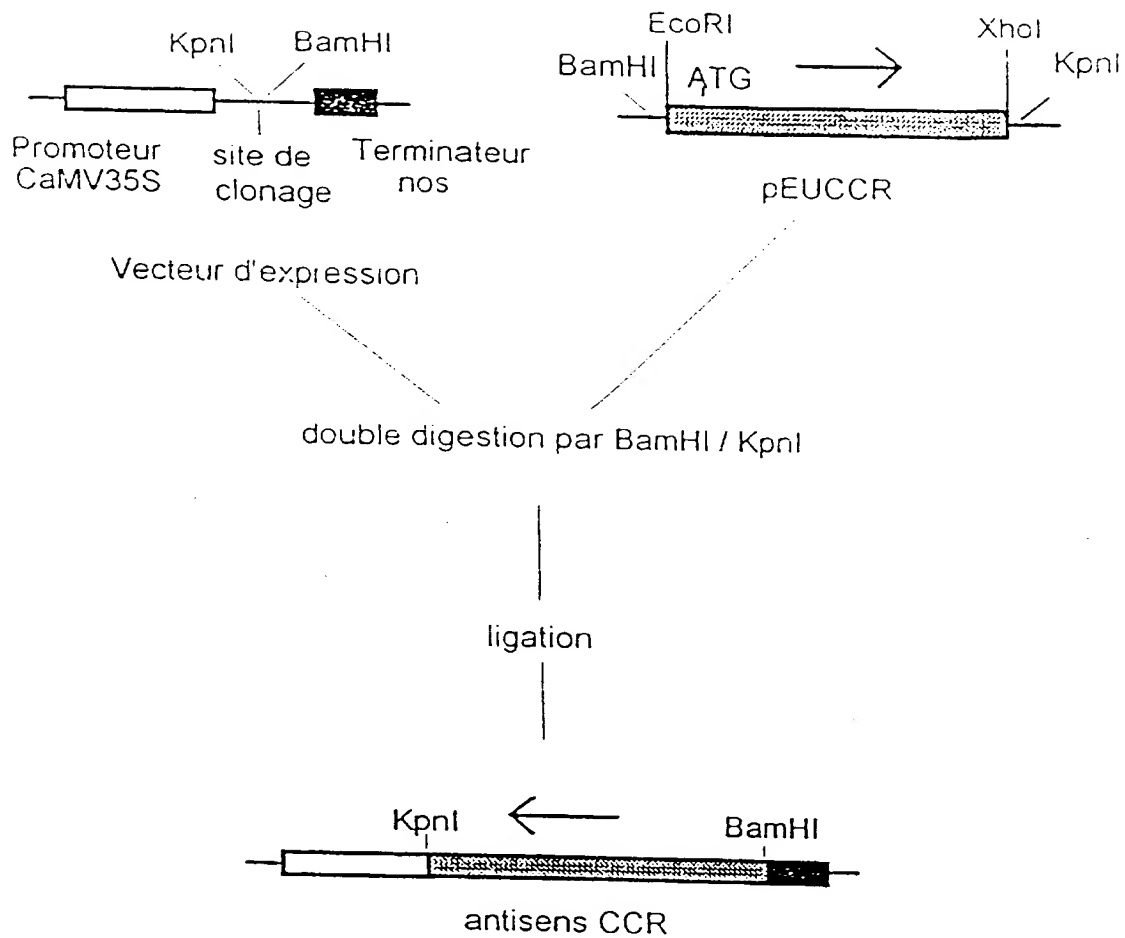 KpnI BamHI
EcoRI
XhoI
BamHI
ATG
KpnI
Promoteur
CaMV35S
site de
clonage
Terminateur
nos
pEUCCR
Vecteur d'expression
double digestion par BamHI / KpnI
ligation
KpnI
BamHI
antisens CCR